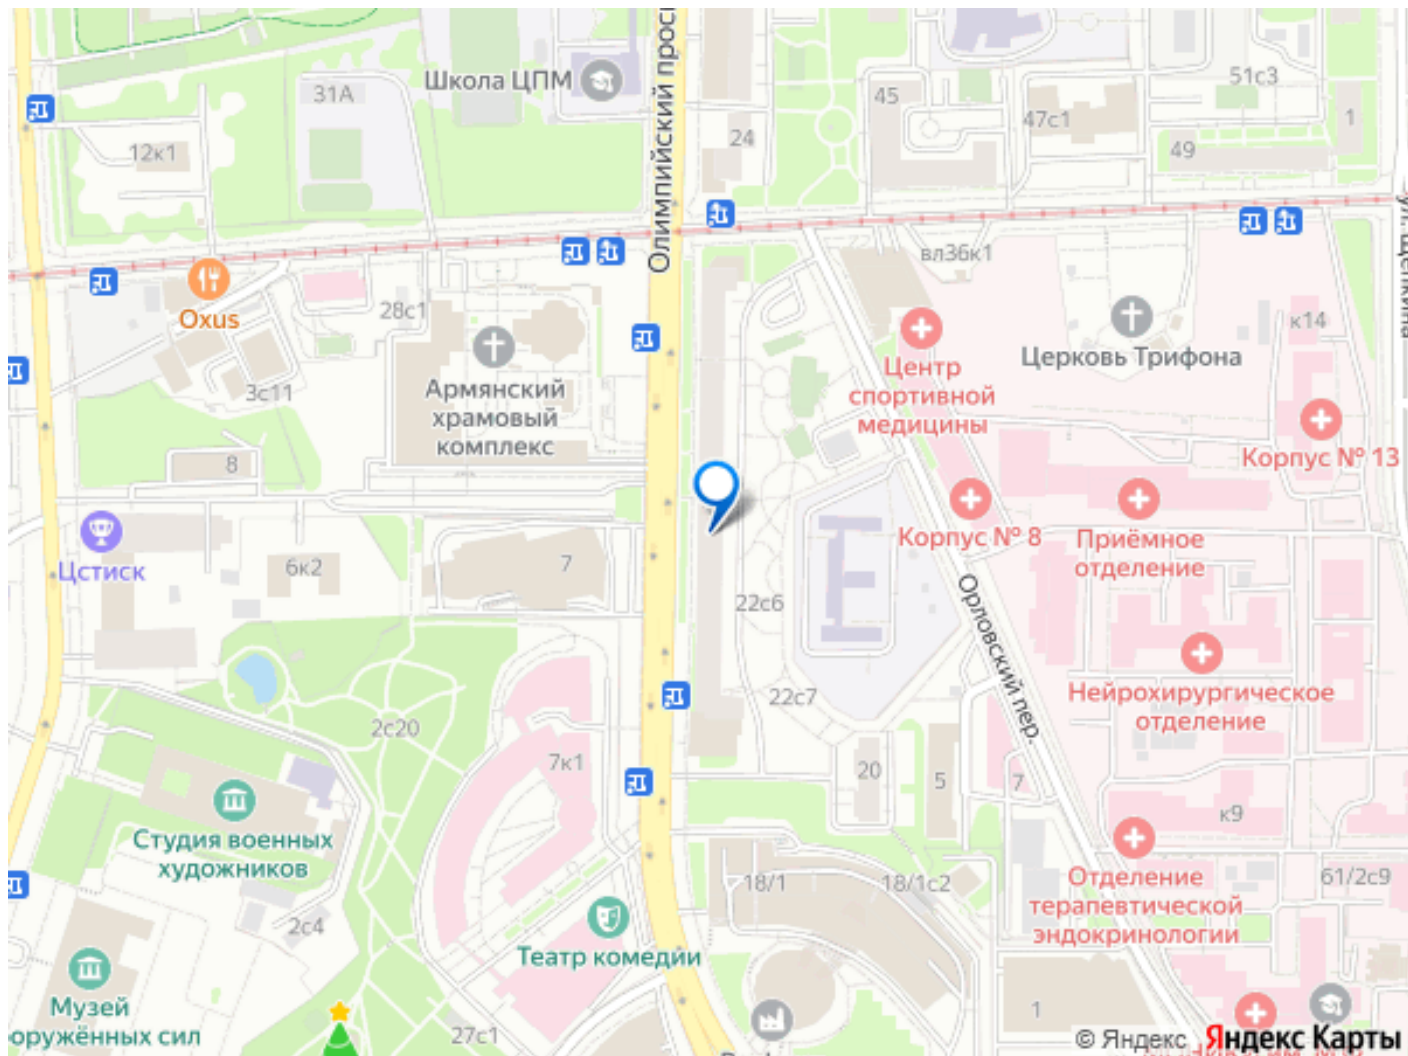 Школа ЦПМ
Олимпийский прос
31А
12к1
24
45
47с1
51с3
49
1
Oxus
28с1
3с11
Армянский
храмовый
комплекс
8
вл36к1
Центр
спортивной
медицины
Церковь Трифона
к14
Корпус № 13
ул. Щепкина
Корпус № 8
Приёмное
отделение
Цстиск
6к2
7
22с6
22с7
Орловский пер.
Нейрохирургическое
отделение
2с20
7к1
20
5
7
к9
Студия военных
художников
2с4
18/1
18/1с2
Отделение
терапевтической
эндокринологии
61/2с9
Театр комедии
Музей
оружённых сил
27с1
1
© Яндекс Яндекс Карты